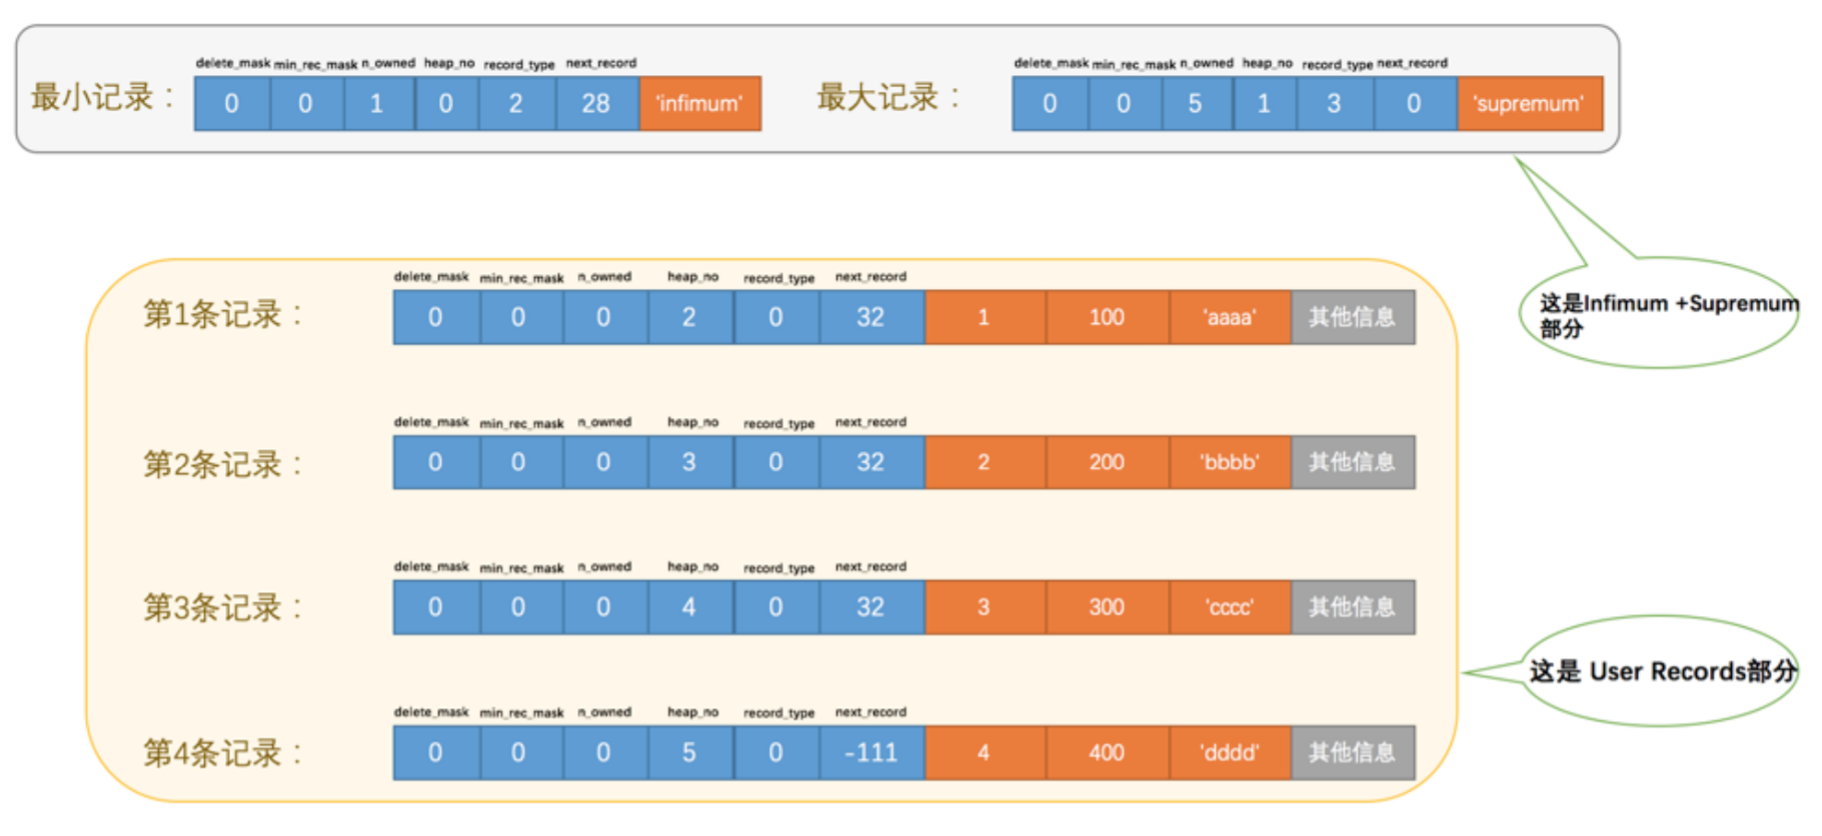 delete_mask min_rec_mask n_owned heap_no record_type next_record
最小记录： 0 0 1 0 2 28 'infimum'
delete_mask min_rec_mask n_owned heap_no record_type next_record
最大记录： 0 0 5 1 3 0 'supremum'
这是Infimum +Supremum
部分
delete_mask min_rec_mask n_owned heap_no record_type next_record
第1条记录： 0 0 0 2 0 32 1 100 'aaaa' 其他信息
delete_mask min_rec_mask n_owned heap_no record_type next_record
第2条记录： 0 0 0 3 0 32 2 200 'bbbb' 其他信息
delete_mask min_rec_mask n_owned heap_no record_type next_record
第3条记录： 0 0 0 4 0 32 3 300 'cccc' 其他信息
delete_mask min_rec_mask n_owned heap_no record_type next_record
第4条记录： 0 0 0 5 0 -111 4 400 'dddd' 其他信息
这是 User Records部分